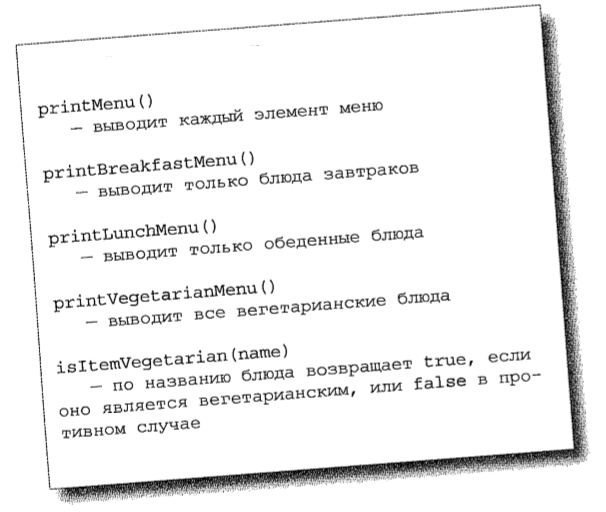 printMenu()
— выводит каждый элемент меню
printBreakfastMenu()
— выводит только блюда завтраков
printLunchMenu()
— выводит только обеденные блюда
printVegetarianMenu()
— выводит все вегетарианские блюда
isItemVegetarian(name)
— по названию блюда возвращает true, если
оно является вегетарианским, или false в про-
тивном случае